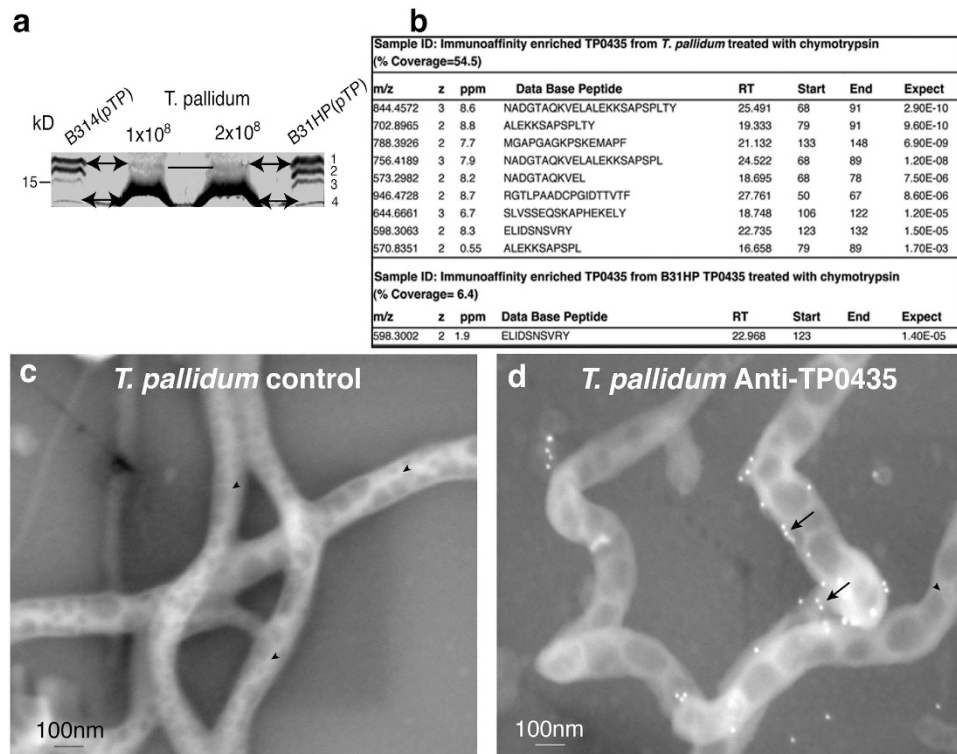 a
kD
B314(pTP)
T. pallidum
1x10⁸
2x10⁸
B31HP(pTP)
15
1
2
3
4
b
Sample ID: Immunoaffinity enriched TP0435 from T. pallidum treated with chymotrypsin
(% Coverage=54.5)
m/z z ppm Data Base Peptide RT Start End Expect
844.4572 3 8.6 NADGTAQKVELALEKKSAPSPLTY 25.491 68 91 2.90E-10
702.8965 2 8.8 ALEKKSAPSPLTY 19.333 79 91 9.60E-10
788.3926 2 7.7 MGAPGAGKPSKEMAPF 21.132 133 148 6.90E-09
756.4189 3 7.9 NADGTAQKVELALEKKSAPSPL 24.522 68 89 1.20E-08
573.2982 2 8.2 NADGTAQKVEL 18.695 68 78 7.50E-06
946.4728 2 8.7 RGTLPAADCPGIDTTVTF 27.761 50 67 8.60E-06
644.6661 3 6.7 SLVSSEQSKAPHEKELY 18.748 106 122 1.20E-05
598.3063 2 8.3 ELIDSNSVRY 22.735 123 132 1.50E-05
570.8351 2 0.55 ALEKKSAPSPL 16.658 79 89 1.70E-03
Sample ID: Immunoaffinity enriched TP0435 from B31HP TP0435 treated with chymotrypsin
(% Coverage= 6.4)
m/z z ppm Data Base Peptide RT Start End Expect
598.3002 2 1.9 ELIDSNSVRY 22.968 123 1.40E-05
c
T. pallidum control
100nm
d
T. pallidum Anti-TP0435
100nm